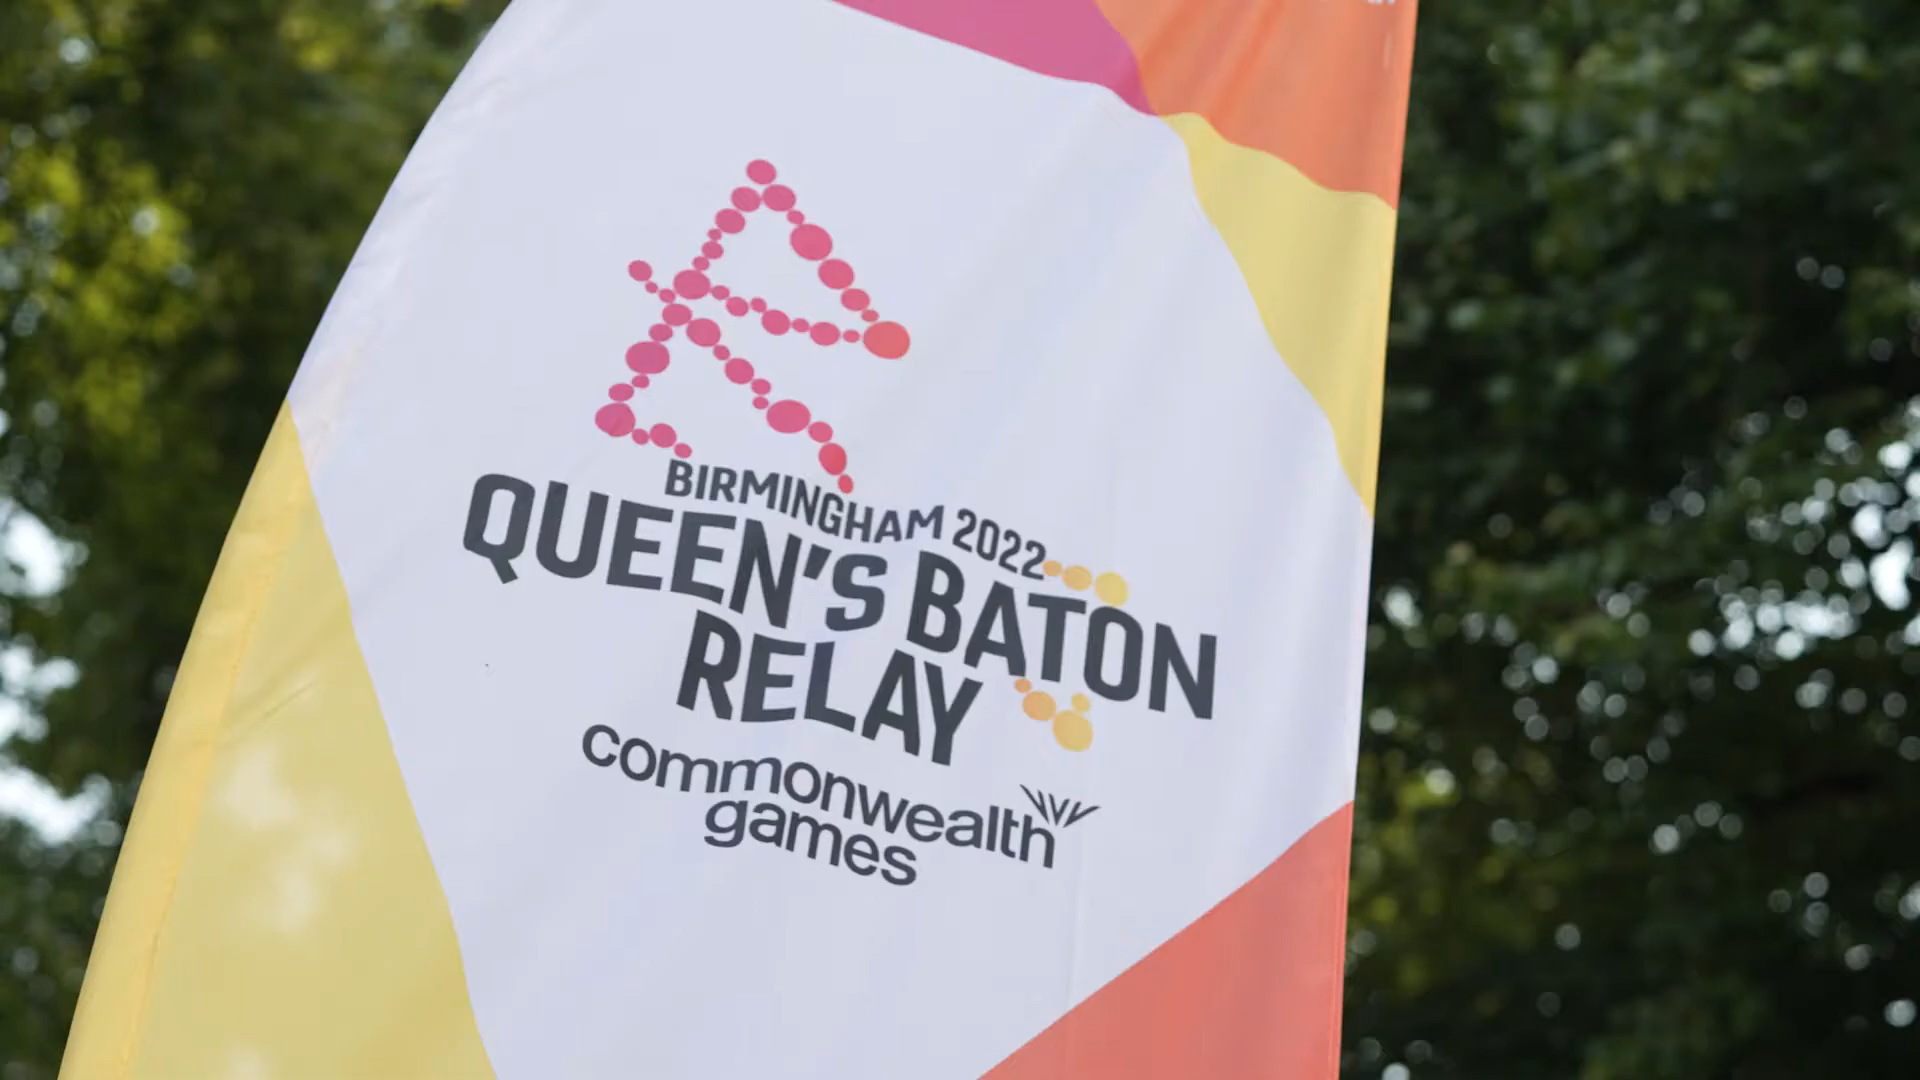 BIRMINGHAM 2022
QUEEN'S BATON
RELAY
commonwealth
games